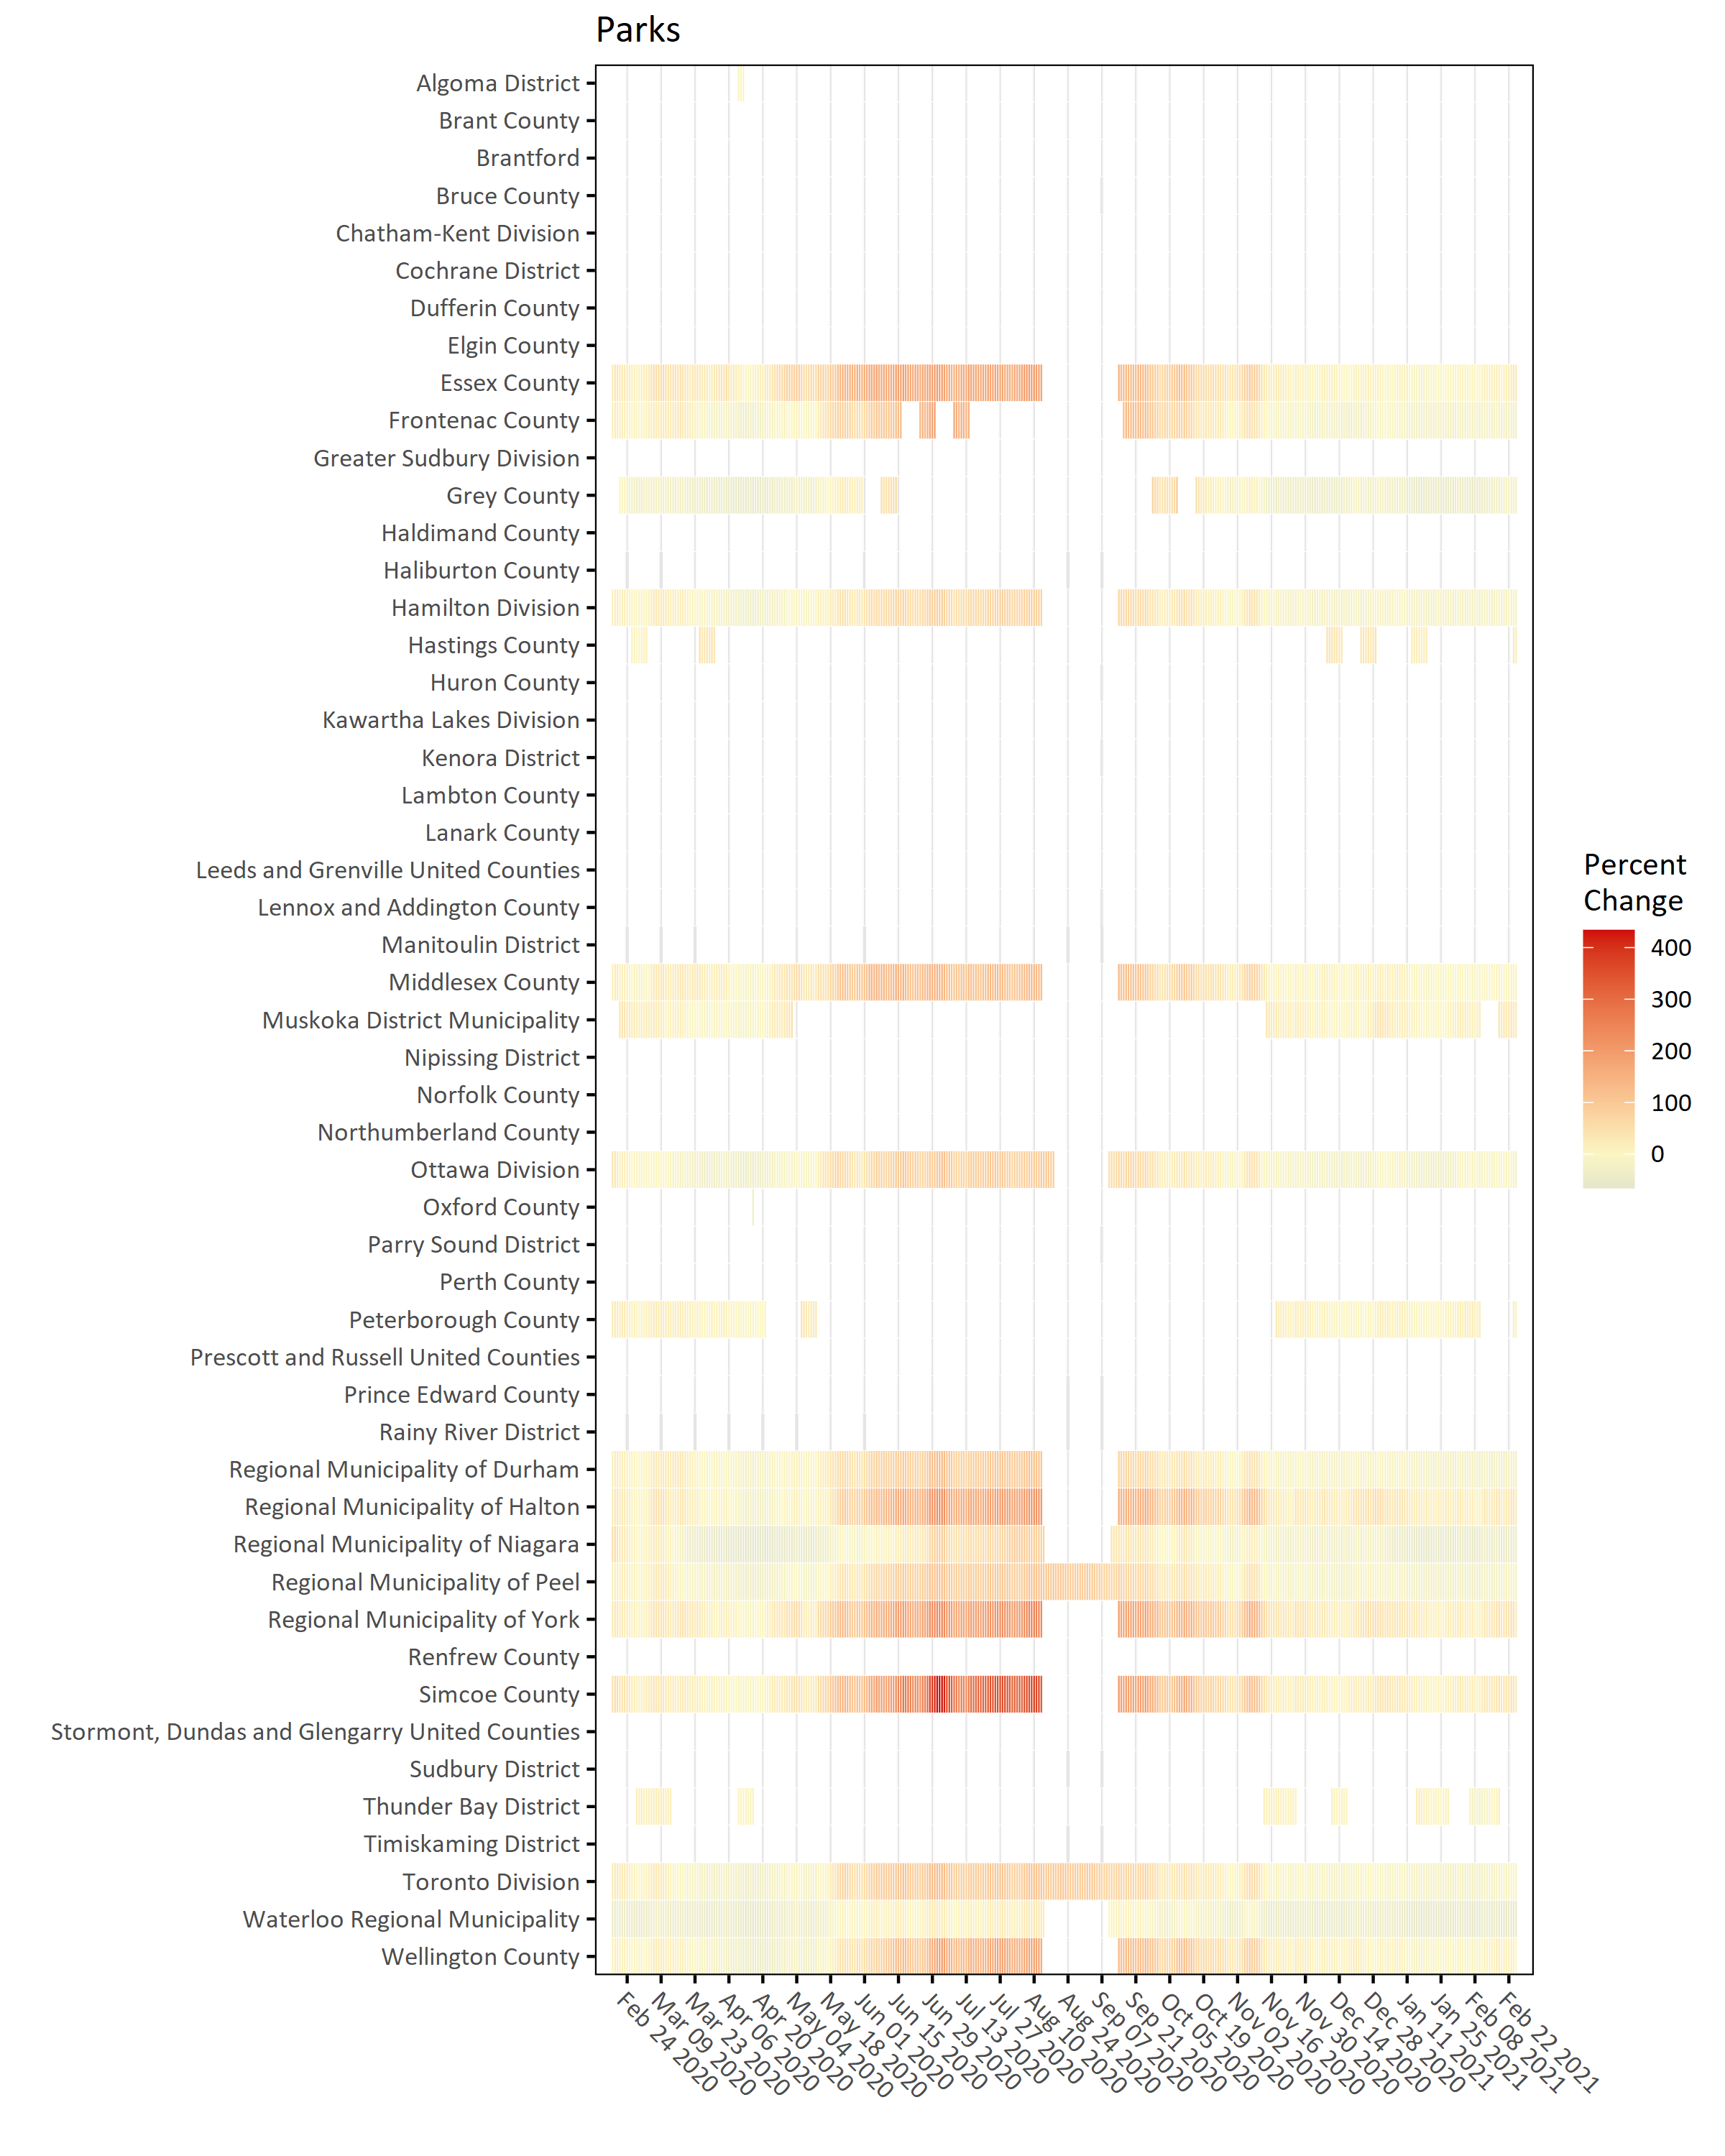 Parks
Algoma District
Brant County
Brantford
Bruce County
Chatham-Kent Division
Cochrane District
Dufferin County
Elgin County
Essex County
Frontenac County
Greater Sudbury Division
Grey County
Haldimand County
Haliburton County
Hamilton Division
Hastings County
Huron County
Kawartha Lakes Division
Kenora District
Lambton County
Lanark County
Leeds and Grenville United Counties
Lennox and Addington County
Manitoulin District
Middlesex County
Muskoka District Municipality
Nipissing District
Norfolk County
Northumberland County
Ottawa Division
Oxford County
Parry Sound District
Perth County
Peterborough County
Prescott and Russell United Counties
Prince Edward County
Rainy River District
Regional Municipality of Durham
Regional Municipality of Halton
Regional Municipality of Niagara
Regional Municipality of Peel
Regional Municipality of York
Renfrew County
Simcoe County
Stormont, Dundas and Glengarry United Counties
Sudbury District
Thunder Bay District
Timiskaming District
Toronto Division
Waterloo Regional Municipality
Wellington County
Feb 24 2020
Mar 09 2020
Mar 23 2020
Apr 06 2020
Apr 20 2020
May 04 2020
May 18 2020
Jun 01 2020
Jun 15 2020
Jun 29 2020
Jul 13 2020
Jul 27 2020
Aug 10 2020
Aug 24 2020
Sep 07 2020
Sep 21 2020
Oct 05 2020
Oct 19 2020
Nov 02 2020
Nov 16 2020
Nov 30 2020
Dec 14 2020
Dec 28 2020
Jan 11 2021
Jan 25 2021
Feb 08 2021
Feb 22 2021
Percent
Change
400
300
200
100
0